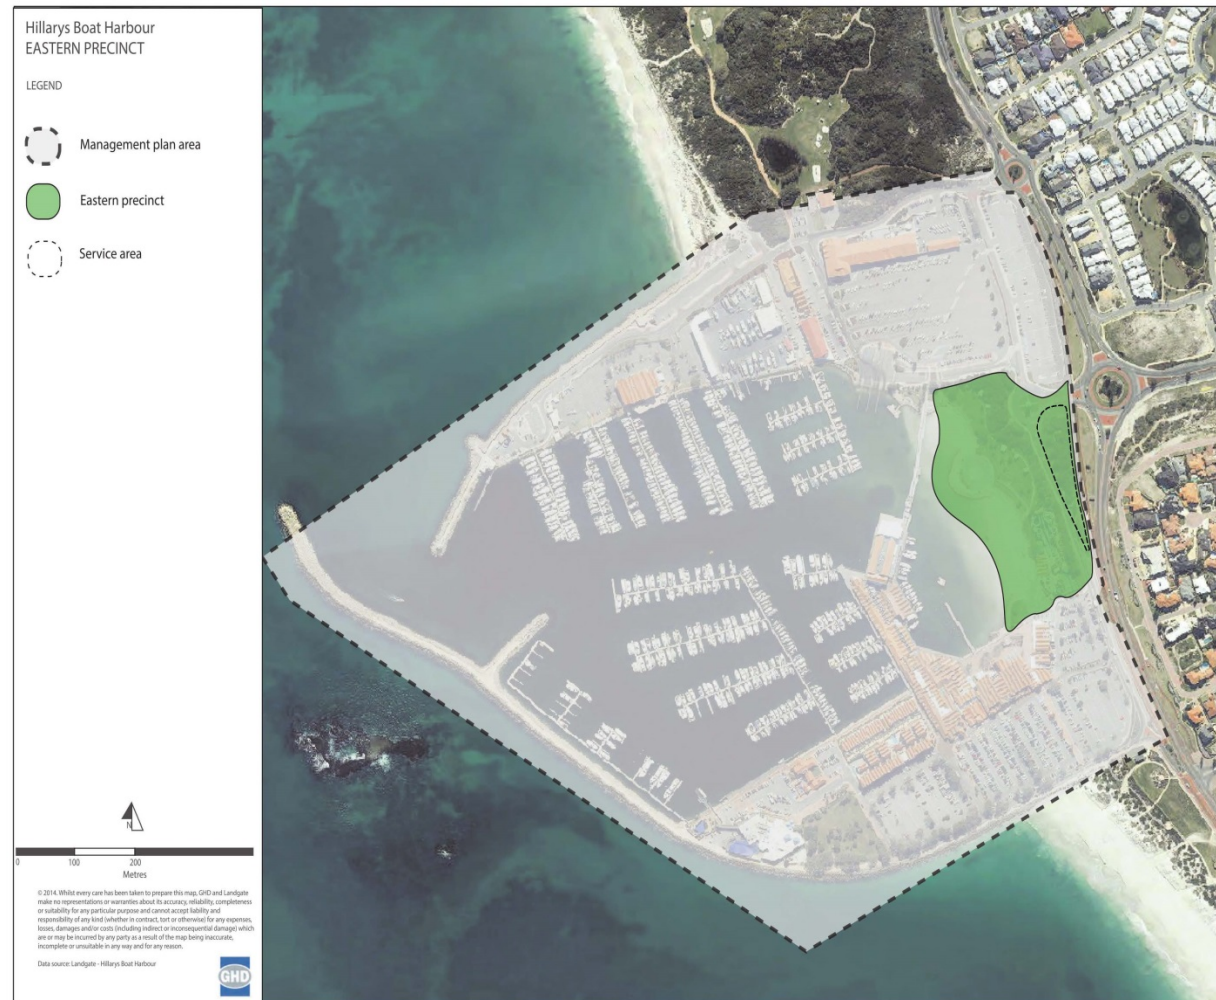 Hillarys Boat Harbour
EASTERN PRECINCT
LEGEND
Management plan area
Eastern precinct
Service area
N
0 100 200
Metres
© 2014. Whilst every care has been taken to prepare this map, GHD and Landgate
make no representations or warranties about its accuracy, reliability, completeness
or suitability for any particular purpose and cannot accept liability and
responsibility of any kind (whether in contract, tort or otherwise) for any expenses,
losses, damages and/or costs (including indirect or inconsequential damage) which
are or may be incurred by any party as a result of the map being inaccurate,
incomplete or unsuitable in any way and for any reason.
Data source: Landgate - Hillarys Boat Harbour
GHD